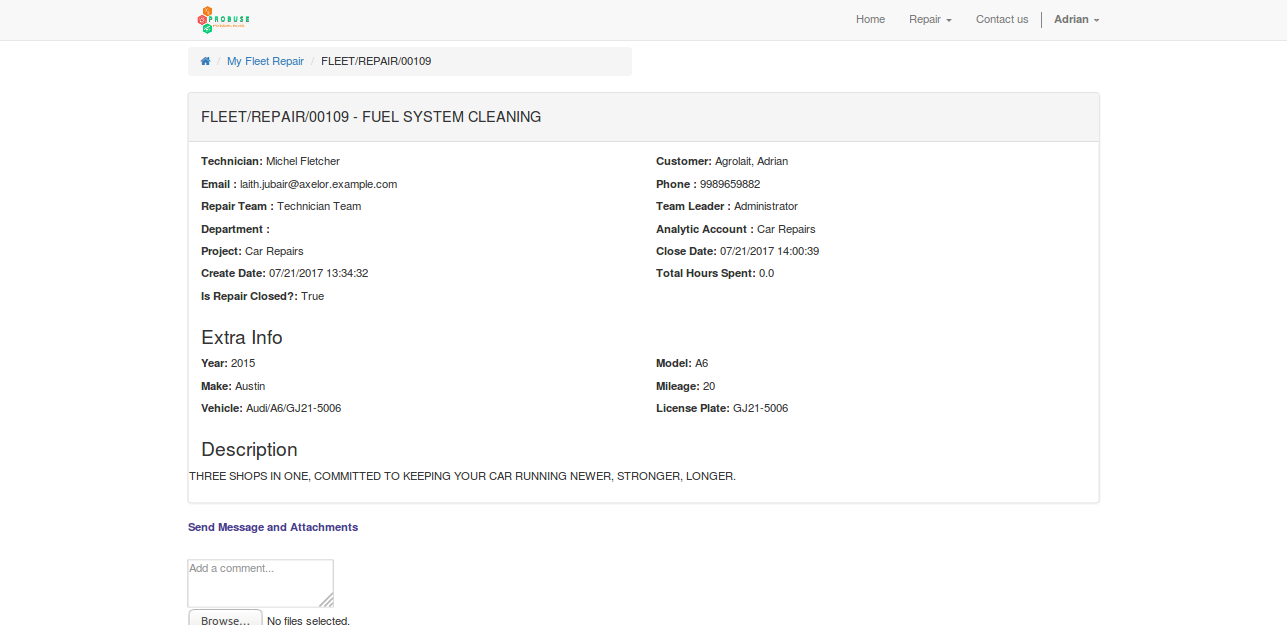 PROBUSE
Home Repair Contact us Adrian
/ My Fleet Repair / FLEET/REPAIR/00109
FLEET/REPAIR/00109 - FUEL SYSTEM CLEANING
Technician: Michel Fletcher Customer: Agrolait, Adrian
Email : laith.jubair@axelor.example.com Phone : 9989659882
Repair Team : Technician Team Team Leader : Administrator
Department : Analytic Account : Car Repairs
Project: Car Repairs Close Date: 07/21/2017 14:00:39
Create Date: 07/21/2017 13:34:32 Total Hours Spent: 0.0
Is Repair Closed?: True
Extra Info
Year: 2015 Model: A6
Make: Austin Mileage: 20
Vehicle: Audi/A6/GJ21-5006 License Plate: GJ21-5006
Description
THREE SHOPS IN ONE, COMMITTED TO KEEPING YOUR CAR RUNNING NEWER, STRONGER, LONGER.
Send Message and Attachments
Add a comment...
Browse... No files selected.